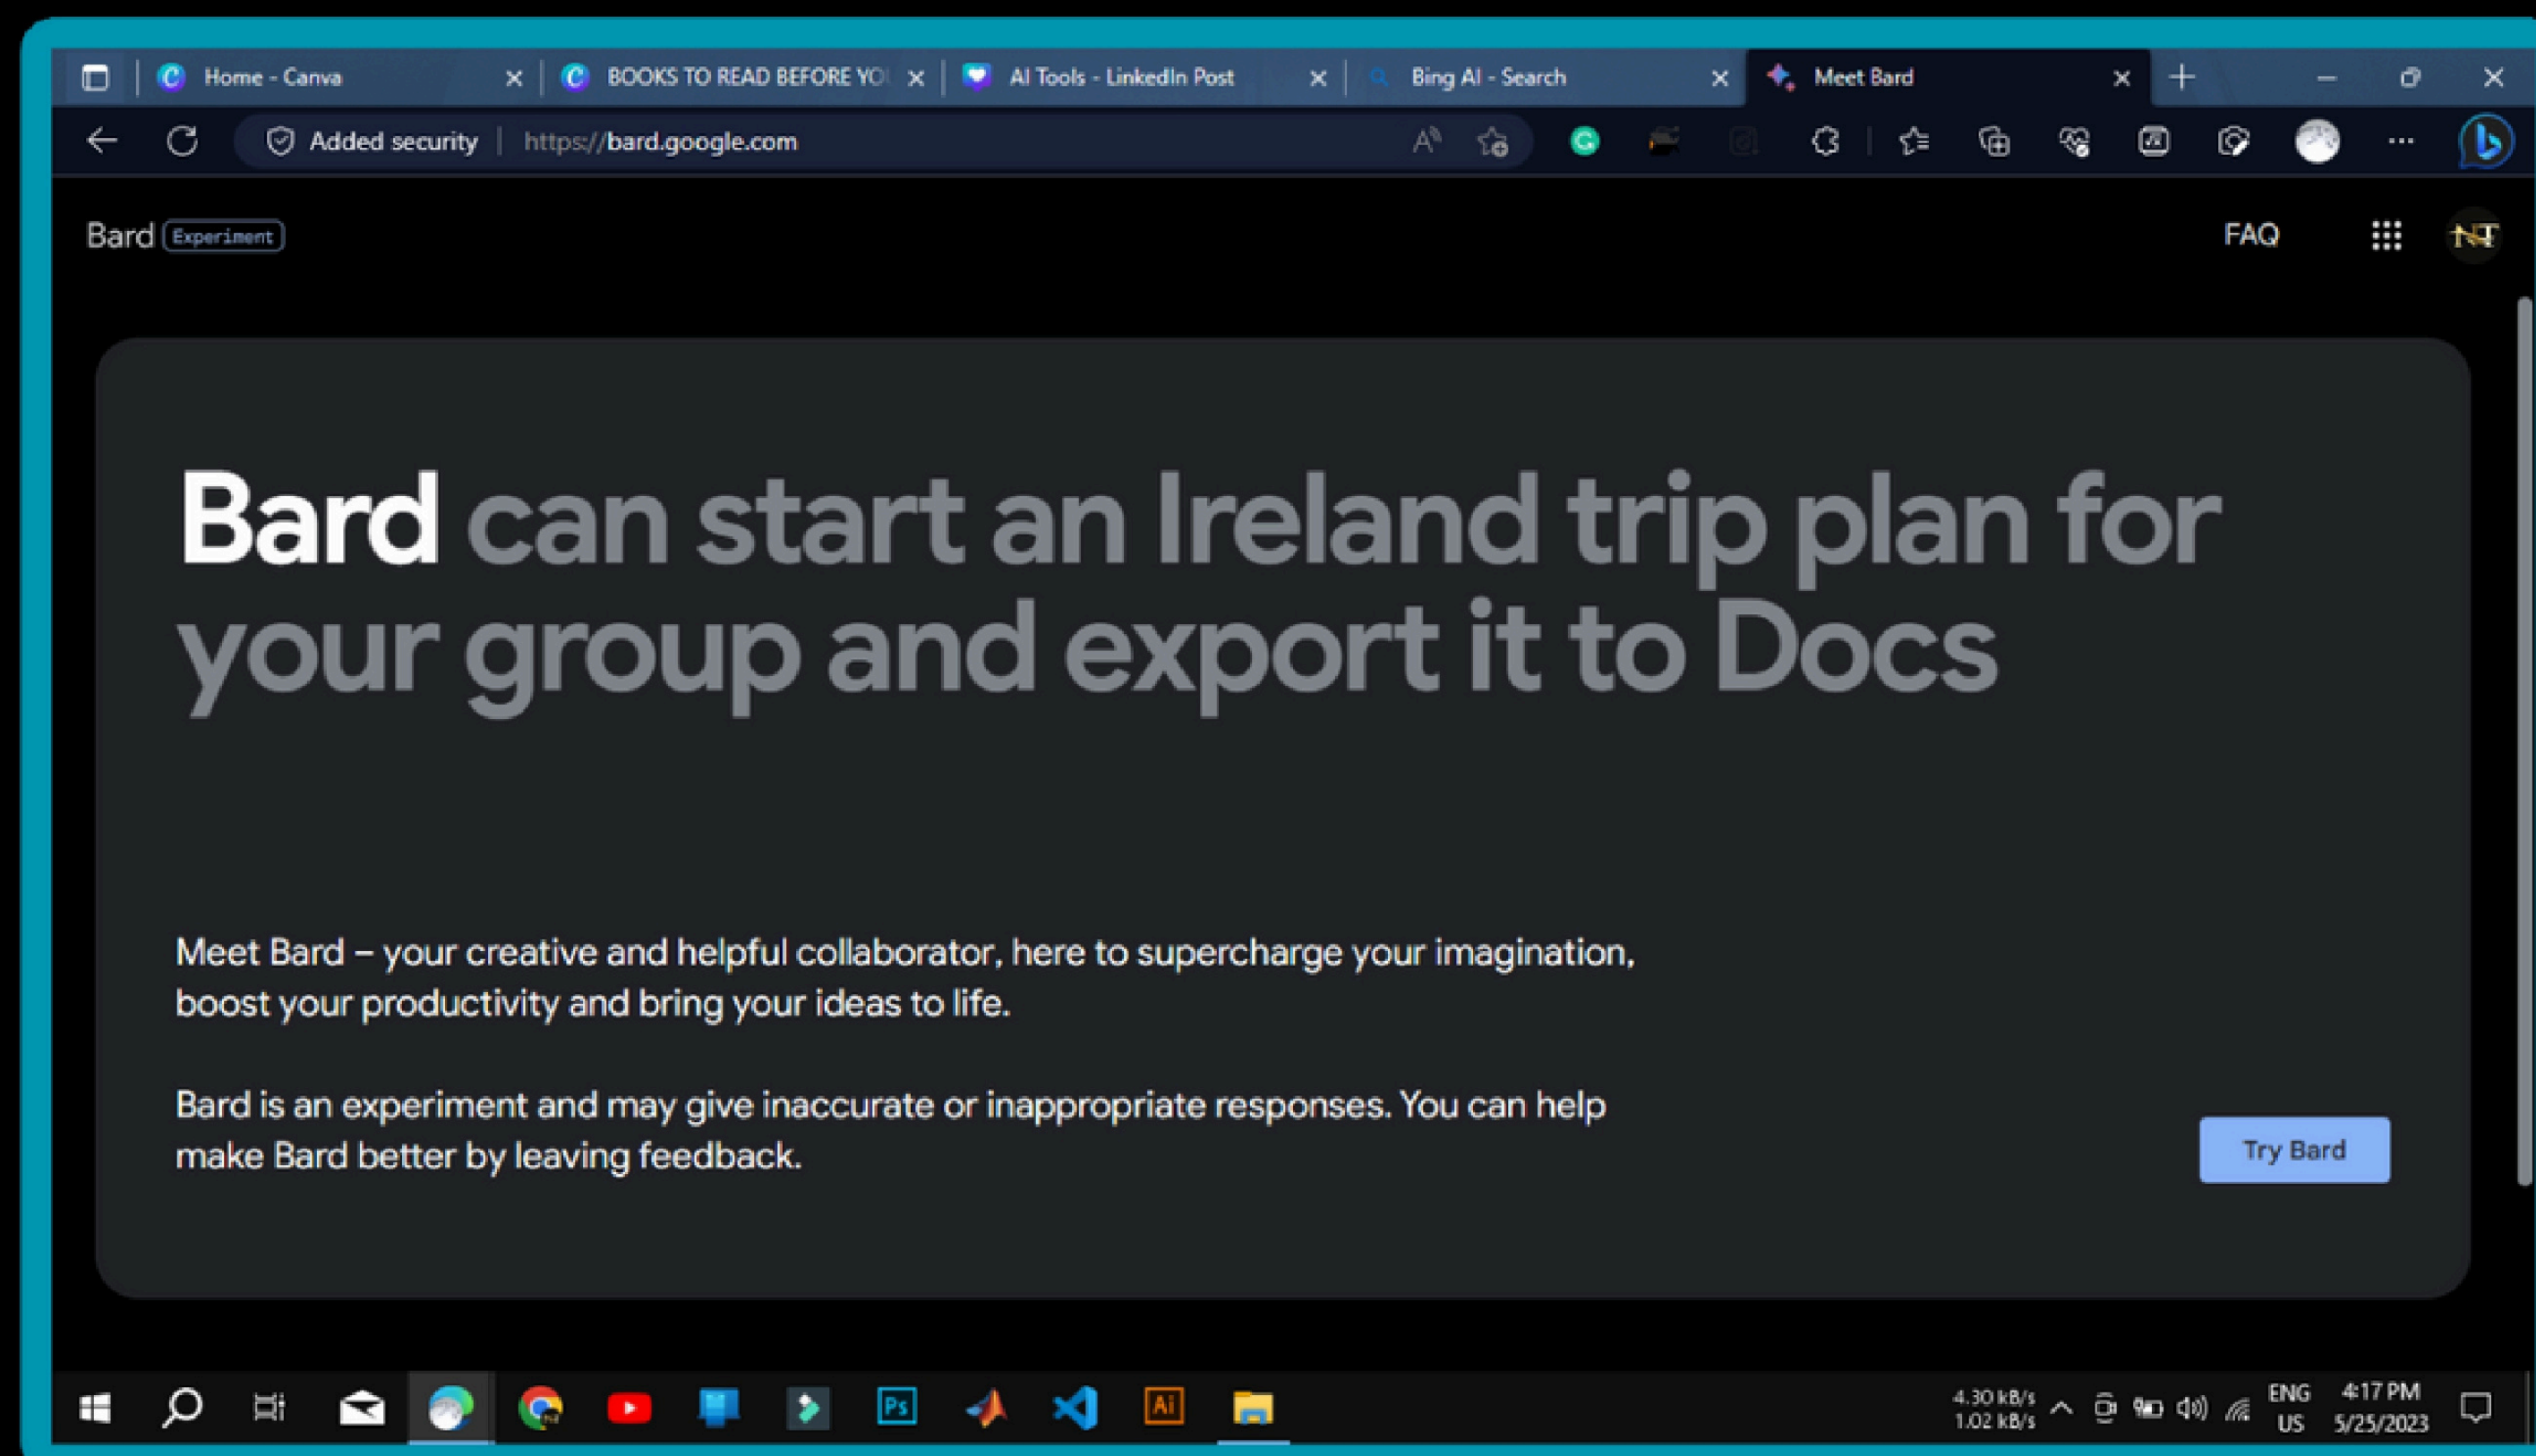 Home - Canva
BOOKS TO READ BEFORE YO
AI Tools - LinkedIn Post
Bing AI - Search
Meet Bard
Added security
https://bard.google.com
Bard Experiment
FAQ
NT
Bard can start an Ireland trip plan for
your group and export it to Docs
Meet Bard – your creative and helpful collaborator, here to supercharge your imagination,
boost your productivity and bring your ideas to life.
Bard is an experiment and may give inaccurate or inappropriate responses. You can help
make Bard better by leaving feedback.
Try Bard
Ps
Ai
4.30 kB/s
1.02 kB/s
ENG
US
4:17 PM
5/25/2023